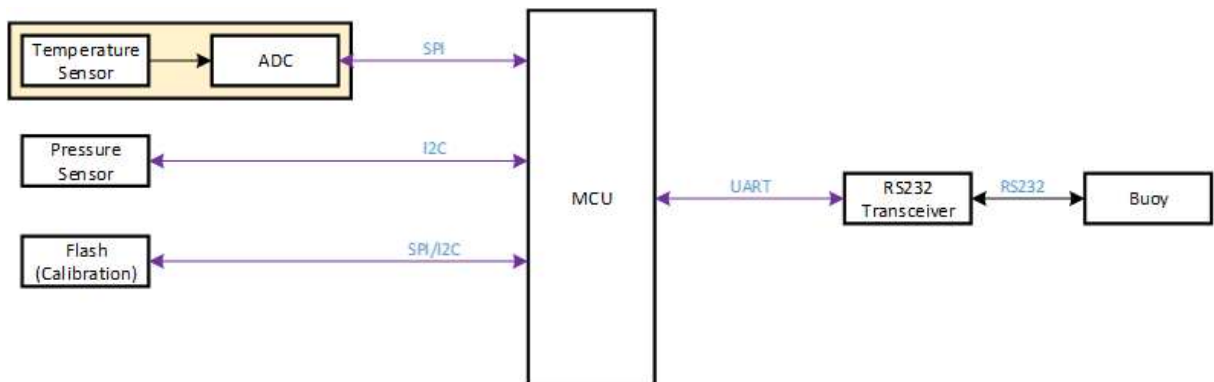 Temperature
Sensor
ADC
SPI
Pressure
Sensor
I2C
Flash
(Calibration)
SPI/I2C
MCU
UART
RS232
Transceiver
RS232
Buoy